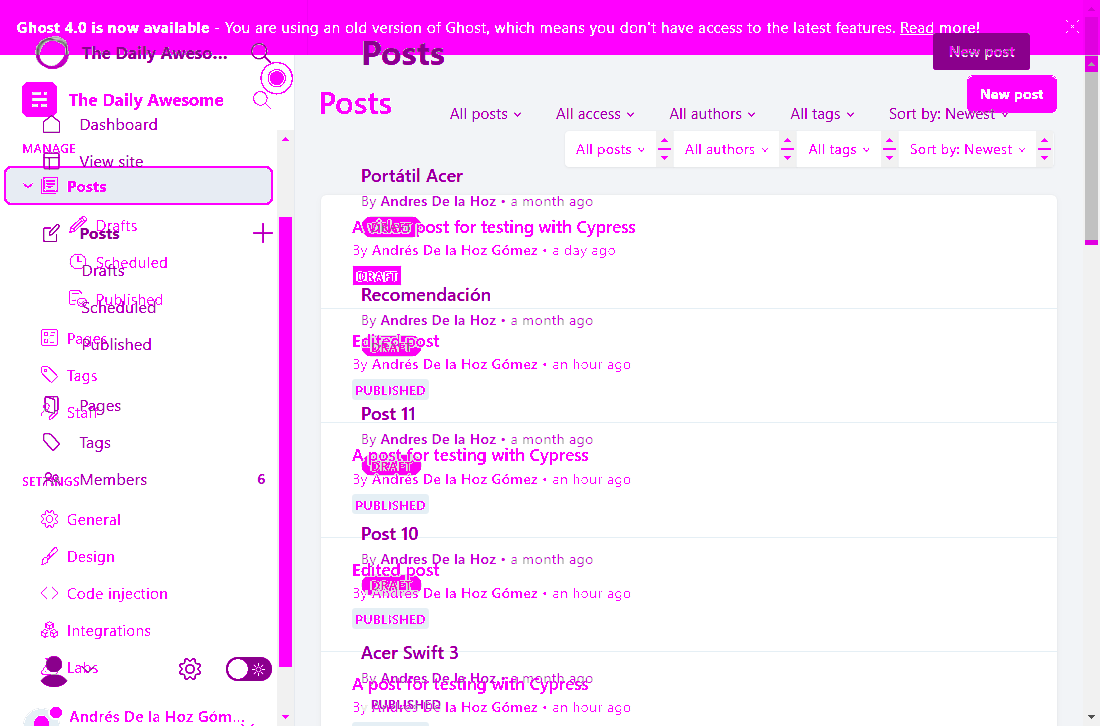 Ghost 4.0 is now available - You are using an old version of Ghost, which means you don't have access to the latest features. Read more!
The Daily Aweso...
The Daily Awesome
Dashboard
MANAGE
View site
Posts
Drafts
Posts
Scheduled
Drafts
Published
Scheduled
Pages
Published
Tags
Pages
Staff
Tags
SETTINGS
Members 6
General
Design
Code injection
Integrations
Labs
Andrés De la Hoz Góm...
Posts
New post
Posts
New post
All posts All access All authors All tags Sort by: Newest
All posts All authors All tags Sort by: Newest
Portátil Acer
By Andres De la Hoz • a month ago
DRAFT
A video post for testing with Cypress
By Andrés De la Hoz Gómez • a day ago
DRAFT
Recomendación
By Andres De la Hoz • a month ago
Edited post
DRAFT
By Andrés De la Hoz Gómez • an hour ago
PUBLISHED
Post 11
By Andres De la Hoz • a month ago
A post for testing with Cypress
DRAFT
By Andrés De la Hoz Gómez • an hour ago
PUBLISHED
Post 10
By Andres De la Hoz • a month ago
Edited post
DRAFT
By Andrés De la Hoz Gómez • an hour ago
PUBLISHED
Acer Swift 3
By Andres De la Hoz • a month ago
A post for testing with Cypress
PUBLISHED
By Andrés De la Hoz Gómez • an hour ago